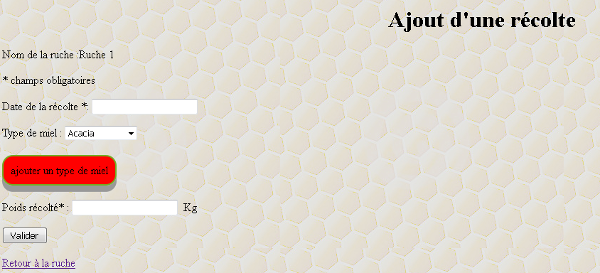 Ajout d'une récolte
Nom de la ruche :Ruche 1
* champs obligatoires
Date de la récolte *:
Type de miel : Acacia
ajouter un type de miel
Poids récolté* : Kg
Valider
Retour à la ruche